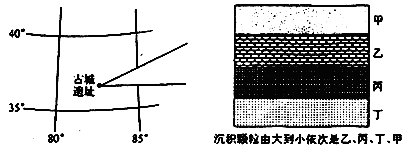 40°
古城
遗址
35°
80°
85°
甲
乙
丙
丁
沉积颗粒由大到小依次是乙、丙、丁、甲